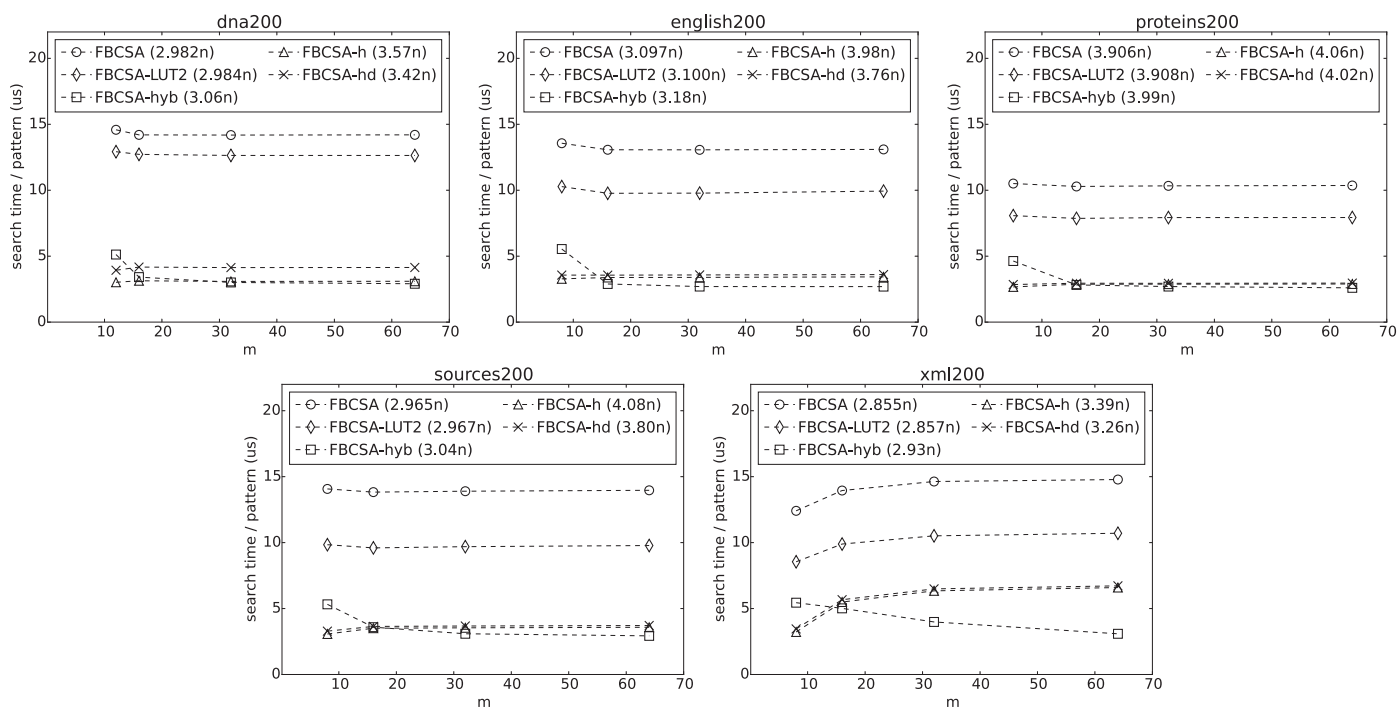 dna200
FBCSA (2.982n)
FBCSA-h (3.57n)
FBCSA-LUT2 (2.984n)
FBCSA-hd (3.42n)
FBCSA-hyb (3.06n)
search time / pattern (us)
20
15
10
5
0
10 20 30 40 50 60 70
m
english200
FBCSA (3.097n)
FBCSA-h (3.98n)
FBCSA-LUT2 (3.100n)
FBCSA-hd (3.76n)
FBCSA-hyb (3.18n)
search time / pattern (us)
20
15
10
5
0
10 20 30 40 50 60 70
m
proteins200
FBCSA (3.906n)
FBCSA-h (4.06n)
FBCSA-LUT2 (3.908n)
FBCSA-hd (4.02n)
FBCSA-hyb (3.99n)
search time / pattern (us)
20
15
10
5
0
10 20 30 40 50 60 70
m
sources200
FBCSA (2.965n)
FBCSA-h (4.08n)
FBCSA-LUT2 (2.967n)
FBCSA-hd (3.80n)
FBCSA-hyb (3.04n)
search time / pattern (us)
20
15
10
5
0
10 20 30 40 50 60 70
m
xml200
FBCSA (2.855n)
FBCSA-h (3.39n)
FBCSA-LUT2 (2.857n)
FBCSA-hd (3.26n)
FBCSA-hyb (2.93n)
search time / pattern (us)
20
15
10
5
0
10 20 30 40 50 60 70
m